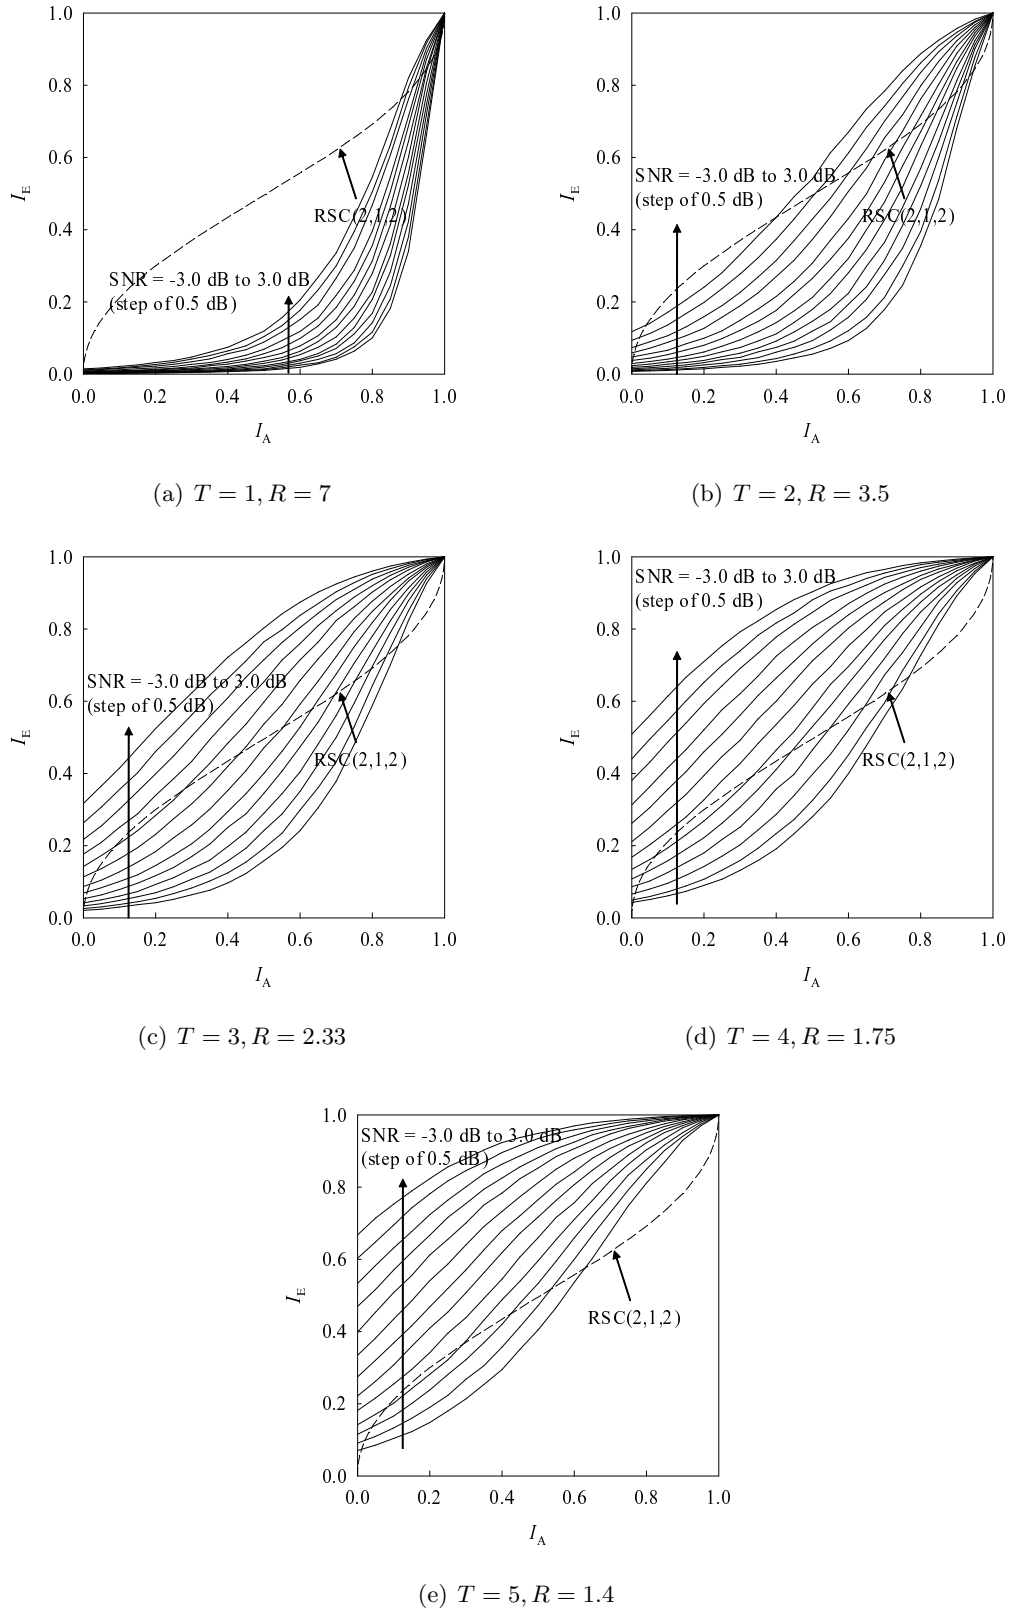 1.0
0.8
0.6
0.4
0.2
0.0
I_E
SNR = -3.0 dB to 3.0 dB
(step of 0.5 dB)
RSC(2,1,2)
0.0 0.2 0.4 0.6 0.8 1.0
I_A
(a) T = 1, R = 7
1.0
0.8
0.6
0.4
0.2
0.0
I_E
SNR = -3.0 dB to 3.0 dB
(step of 0.5 dB)
RSC(2,1,2)
0.0 0.2 0.4 0.6 0.8 1.0
I_A
(b) T = 2, R = 3.5
1.0
0.8
0.6
0.4
0.2
0.0
I_E
SNR = -3.0 dB to 3.0 dB
(step of 0.5 dB)
RSC(2,1,2)
0.0 0.2 0.4 0.6 0.8 1.0
I_A
(c) T = 3, R = 2.33
1.0
0.8
0.6
0.4
0.2
0.0
I_E
SNR = -3.0 dB to 3.0 dB
(step of 0.5 dB)
RSC(2,1,2)
0.0 0.2 0.4 0.6 0.8 1.0
I_A
(d) T = 4, R = 1.75
1.0
0.8
0.6
0.4
0.2
0.0
I_E
SNR = -3.0 dB to 3.0 dB
(step of 0.5 dB)
RSC(2,1,2)
0.0 0.2 0.4 0.6 0.8 1.0
I_A
(e) T = 5, R = 1.4